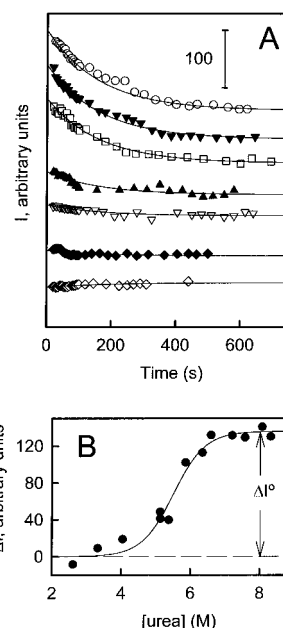 A
100
I, arbitrary units
0 200 400 600
Time (s)
B
ΔI, arbitrary units
120
80
40
0
ΔI°
2 4 6 8
[urea] (M)